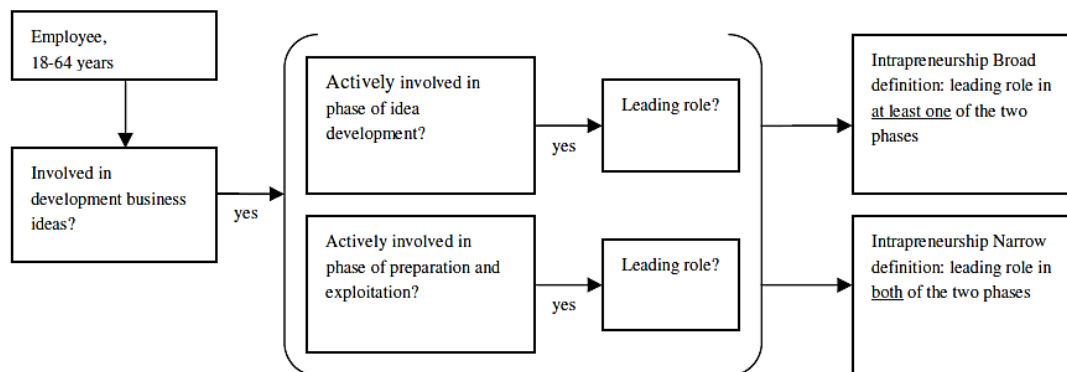 Employee,
18-64 years
Involved in
development business
ideas?
yes
Actively involved in
phase of idea
development?
yes
Leading role?
Actively involved in
phase of preparation and
exploitation?
yes
Leading role?
Intrapreneurship Broad
definition: leading role in
at least one of the two
phases
Intrapreneurship Narrow
definition: leading role in
both of the two phases